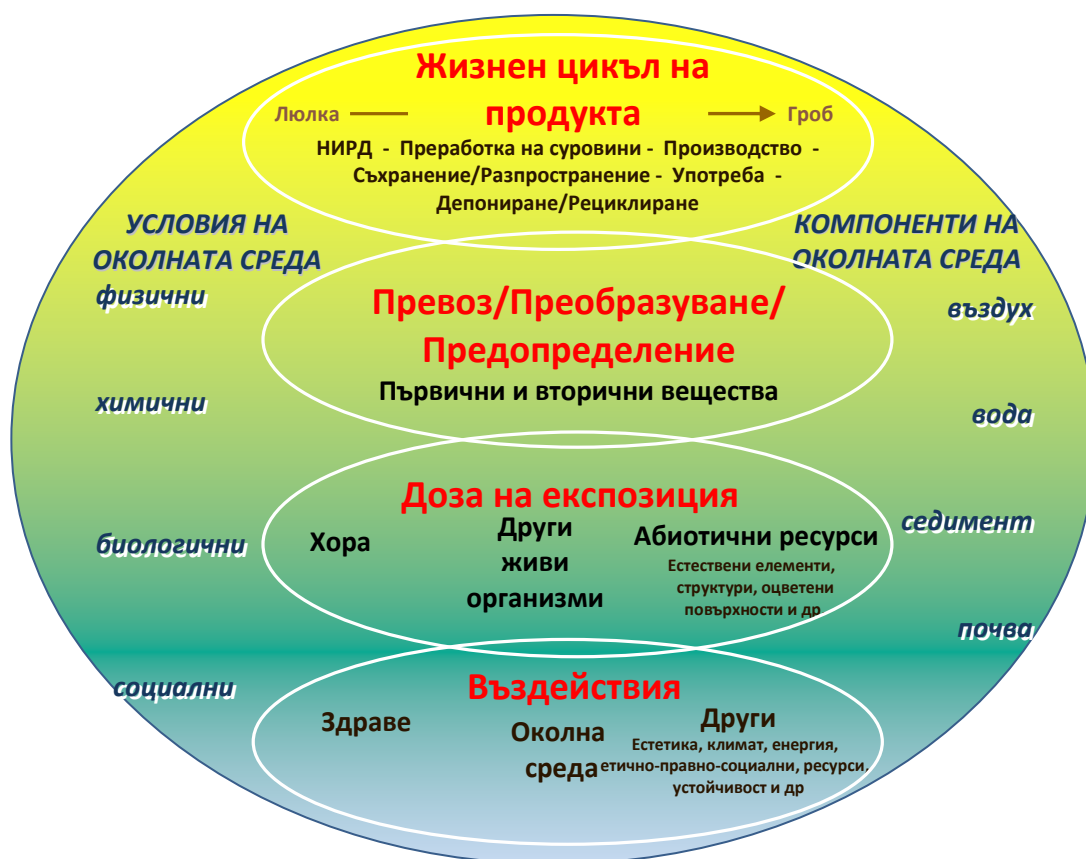 Жизнен цикъл на
продукта
Люлка
Гроб
НИРД - Преработка на суровини - Производство -
Съхранение/Разпространение - Употреба -
Депониране/Рециклиране
УСЛОВИЯ НА
ОКОЛНАТА СРЕДА
физични
химични
биологични
социални
КОМПОНЕНТИ НА
ОКОЛНАТА СРЕДА
въздух
вода
седимент
почва
Превоз/Преобразуване/
Предопределение
Първични и вторични вещества
Доза на експозиция
Хора
Други
живи
организми
Абиотични ресурси
Естествени елементи,
структури, оцветени
повърхности и др
Въздействия
Здраве
Околна
среда
Други
Естетика, климат, енергия,
етично-правно-социални, ресурси,
устойчивост и др